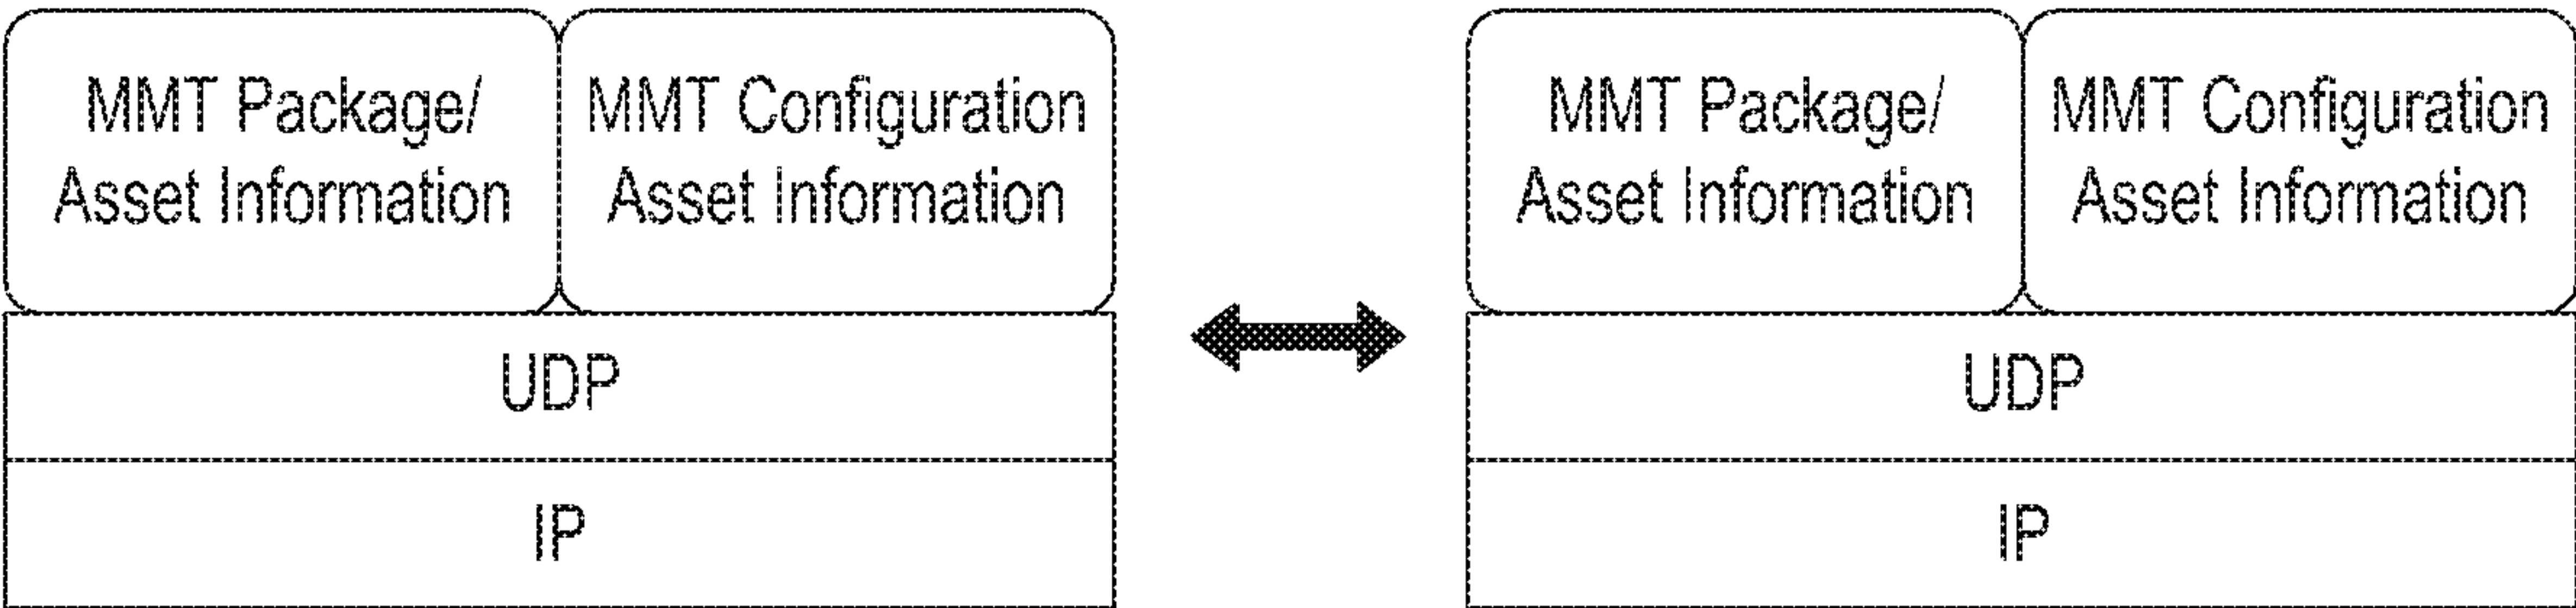 MMT Package/
Asset Information
MMT Configuration
Asset Information
UDP
IP
MMT Package/
Asset Information
MMT Configuration
Asset Information
UDP
IP